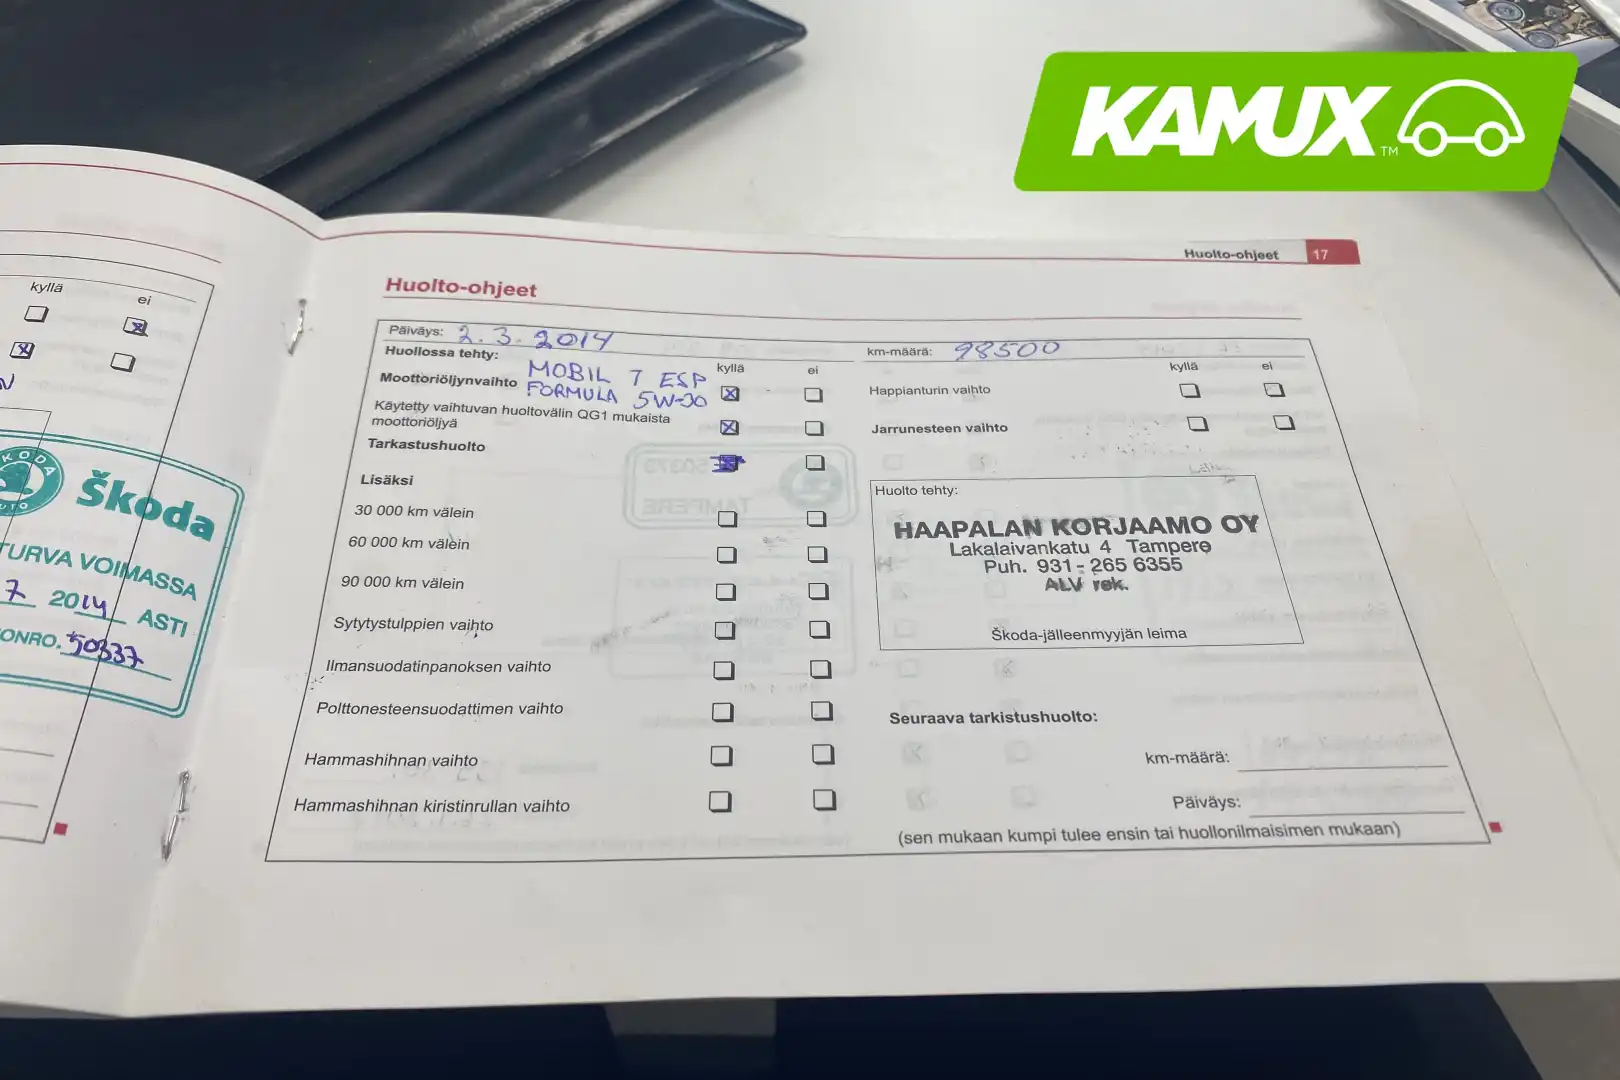 KAMUX
TM
kyllä
ei
SKODA
AUTO
Škoda
TURVA VOIMASSA
7 2014 ASTI
ONRO. 50337
Huolto-ohjeet 17
Huolto-ohjeet
Päiväys: 2.3.2014
km-määrä: 98500
Huollossa tehty:
kyllä ei
Moottoriöljynvaihto MOBIL 1 ESP
FORMULA 5W-30
Käytetty vaihtuvan huoltovälin QG1 mukaista
moottoriöljyä
Tarkastushuolto
Lisäksi
30 000 km välein
60 000 km välein
90 000 km välein
Sytytystulppien vaihto
Ilmansuodatinpanoksen vaihto
Polttonesteensuodattimen vaihto
Hammashihnan vaihto
Hammashihnan kiristinrullan vaihto
kyllä ei
Happianturin vaihto
Jarrunesteen vaihto
Huolto tehty:
HAAPALAN KORJAAMO OY
Lakalaivankatu 4 Tampere
Puh. 931-265 6355
ALV rek.
Škoda-jälleenmyyjän leima
Seuraava tarkistushuolto:
km-määrä:
Päiväys:
(sen mukaan kumpi tulee ensin tai huollonilmaisimen mukaan)